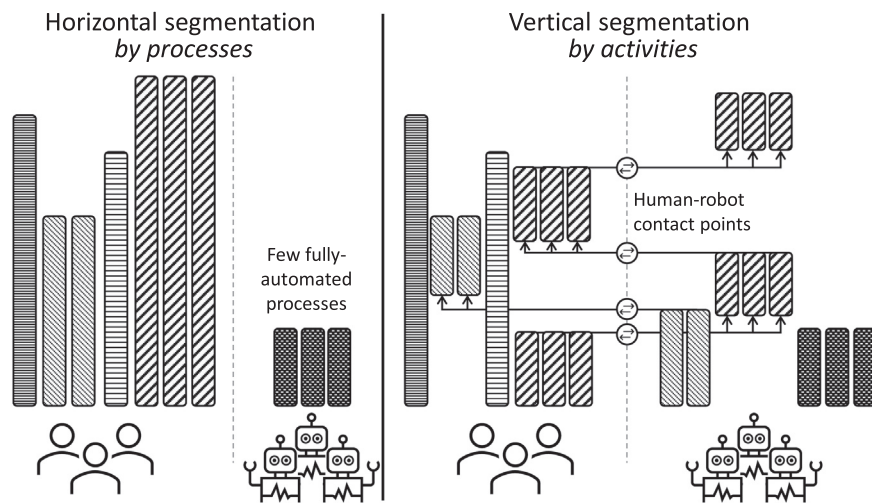 Horizontal segmentation
by processes
Few fully-
automated
processes
Vertical segmentation
by activities
Human-robot
contact points